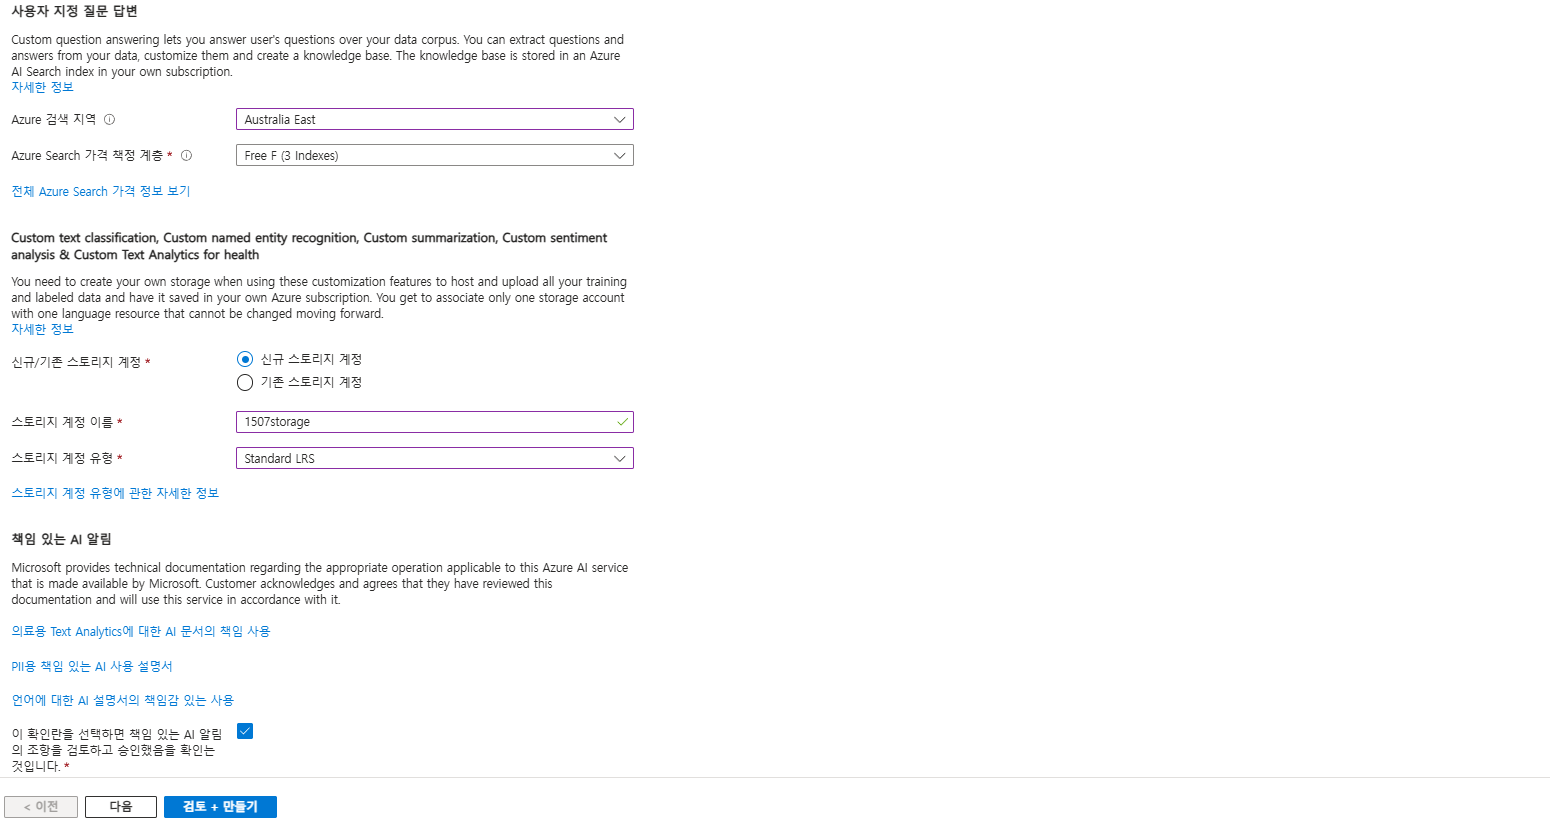 사용자 지정 질문 답변
Custom question answering lets you answer user's questions over your data corpus. You can extract questions and
answers from your data, customize them and create a knowledge base. The knowledge base is stored in an Azure
AI Search index in your own subscription.
자세한 정보
Azure 검색 지역
Australia East
Azure Search 가격 책정 계층 *
Free F (3 Indexes)
전체 Azure Search 가격 정보 보기
Custom text classification, Custom named entity recognition, Custom summarization, Custom sentiment
analysis & Custom Text Analytics for health
You need to create your own storage when using these customization features to host and upload all your training
and labeled data and have it saved in your own Azure subscription. You get to associate only one storage account
with one language resource that cannot be changed moving forward.
자세한 정보
신규/기존 스토리지 계정 *
신규 스토리지 계정
기존 스토리지 계정
스토리지 계정 이름 *
1507storage
스토리지 계정 유형 *
Standard LRS
스토리지 계정 유형에 관한 자세한 정보
책임 있는 AI 알림
Microsoft provides technical documentation regarding the appropriate operation applicable to this Azure AI service
that is made available by Microsoft. Customer acknowledges and agrees that they have reviewed this
documentation and will use this service in accordance with it.
의료용 Text Analytics에 대한 AI 문서의 책임 사용
PII용 책임 있는 AI 사용 설명서
언어에 대한 AI 설명서의 책임감 있는 사용
이 확인란을 선택하면 책임 있는 AI 알림
의 조항을 검토하고 승인했음을 확인는
것입니다. *
< 이전
다음
검토 + 만들기